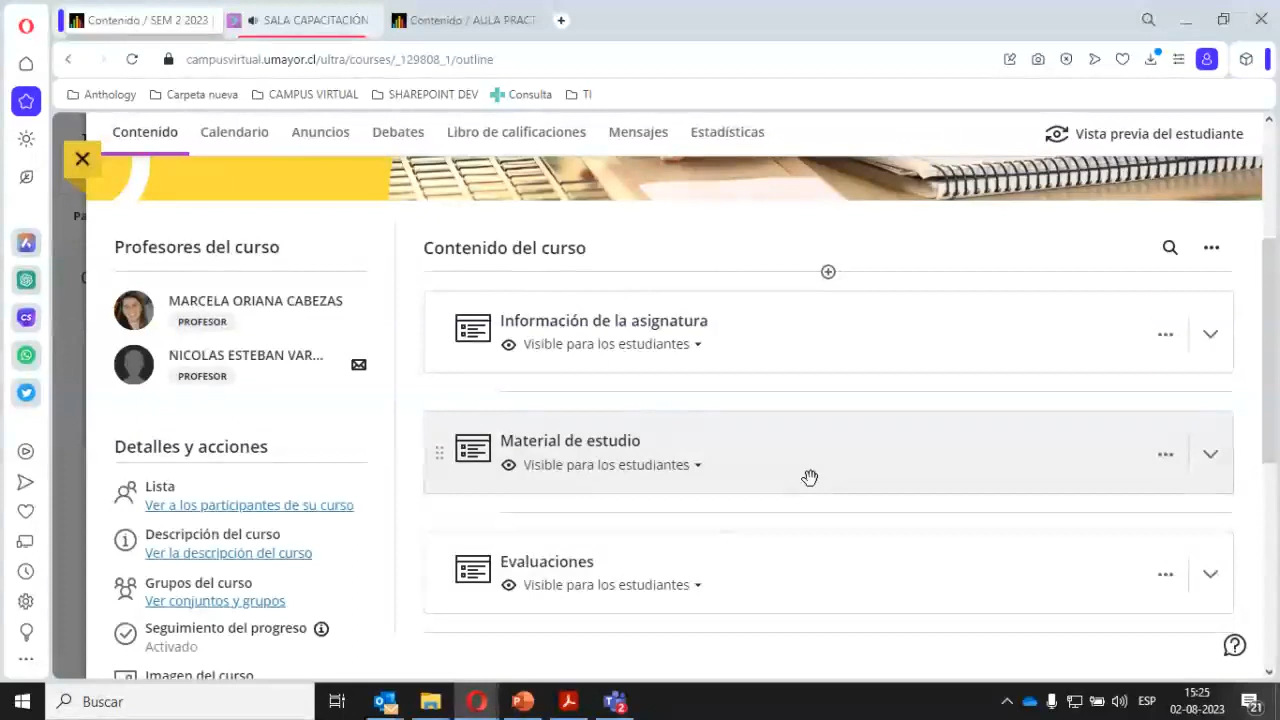 Contenido / SEM 2 2023 |
SALA CAPACITACIÓN
Contenido / AULA PRACT
campusvirtual.umayor.cl/ultra/courses/_129808_1/outline
Anthology
Carpeta nueva
CAMPUS VIRTUAL
SHAREPOINT DEV
Consulta
TI
Contenido
Calendario
Anuncios
Debates
Libro de calificaciones
Mensajes
Estadísticas
Vista previa del estudiante
Pa
Profesores del curso
MARCELA ORIANA CABEZAS
PROFESOR
NICOLAS ESTEBAN VAR...
PROFESOR
Detalles y acciones
Lista
Ver a los participantes de su curso
Descripción del curso
Ver la descripción del curso
Grupos del curso
Ver conjuntos y grupos
Seguimiento del progreso
Activado
Imagen del curso
Contenido del curso
Información de la asignatura
Visible para los estudiantes
Material de estudio
Visible para los estudiantes
Evaluaciones
Visible para los estudiantes
CS
Buscar
2
ESP
15:25
02-08-2023
21